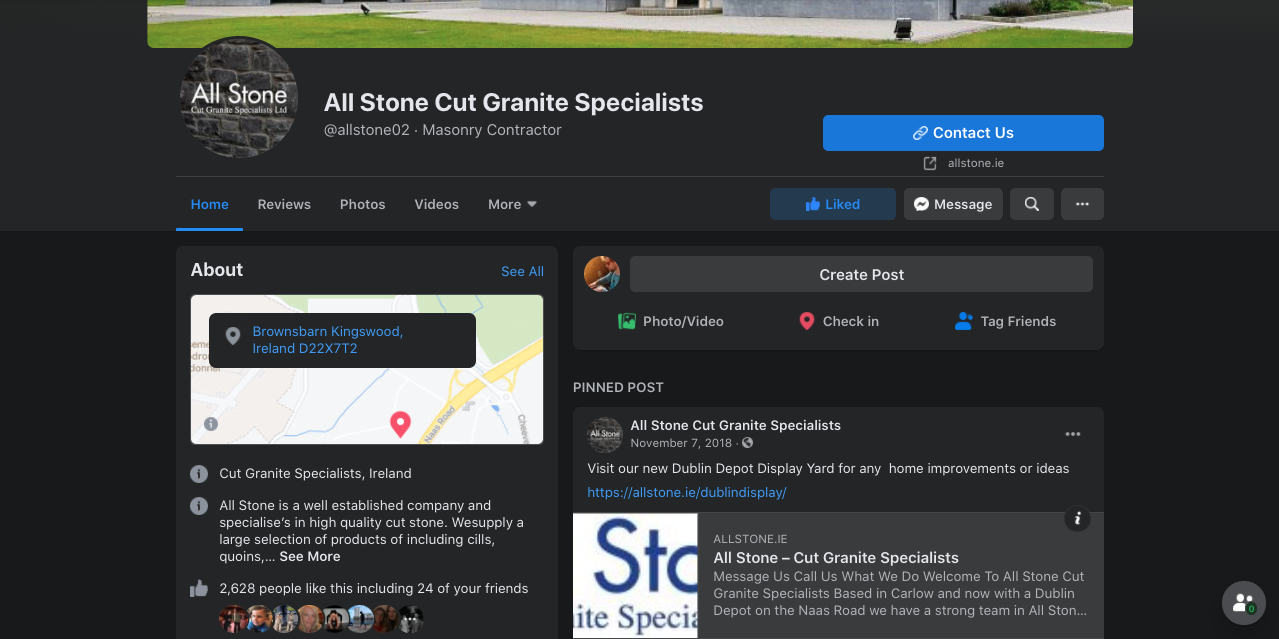 All Stone
Cut Granite Specialists Ltd
All Stone Cut Granite Specialists
@allstone02 · Masonry Contractor
Contact Us
allstone.ie
Home
Reviews
Photos
Videos
More
Liked
Message
About
See All
Brownsbarn Kingswood,
Ireland D22X7T2
Naas Road
Cheeve
Create Post
Photo/Video
Check in
Tag Friends
Cut Granite Specialists, Ireland
All Stone is a well established company and
specialise's in high quality cut stone. Wesupply a
large selection of products of including cills,
quoins,... See More
2,628 people like this including 24 of your friends
PINNED POST
All Stone
All Stone Cut Granite Specialists
November 7, 2018 ·
Visit our new Dublin Depot Display Yard for any home improvements or ideas
https://allstone.ie/dublindisplay/
Sto
ite Specia
ALLSTONE.IE
All Stone – Cut Granite Specialists
Message Us Call Us What We Do Welcome To All Stone Cut
Granite Specialists Based in Carlow and now with a Dublin
Depot on the Naas Road we have a strong team in All Ston...
0